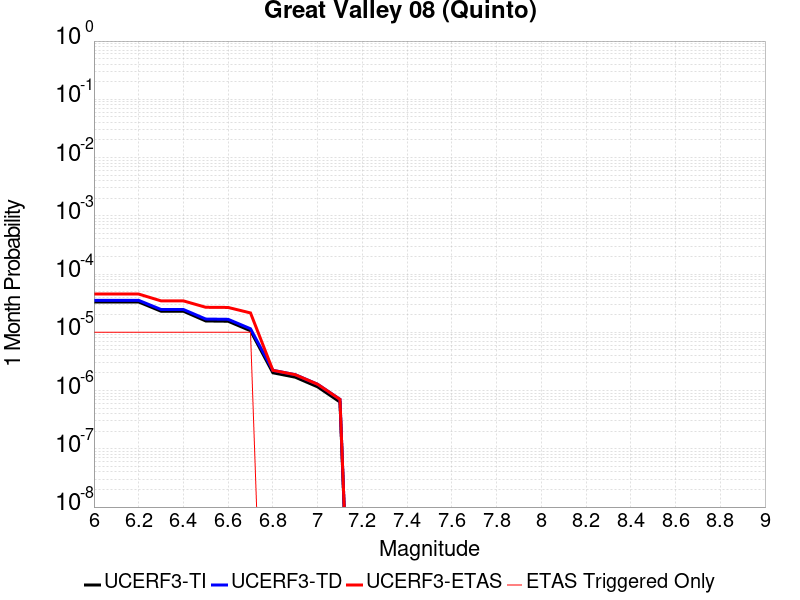 Great Valley 08 (Quinto)
10^0
10^-1
10^-2
10^-3
10^-4
10^-5
10^-6
10^-7
10^-8
1 Month Probability
6 6.2 6.4 6.6 6.8 7 7.2 7.4 7.6 7.8 8 8.2 8.4 8.6 8.8 9
Magnitude
UCERF3-TI UCERF3-TD UCERF3-ETAS ETAS Triggered Only